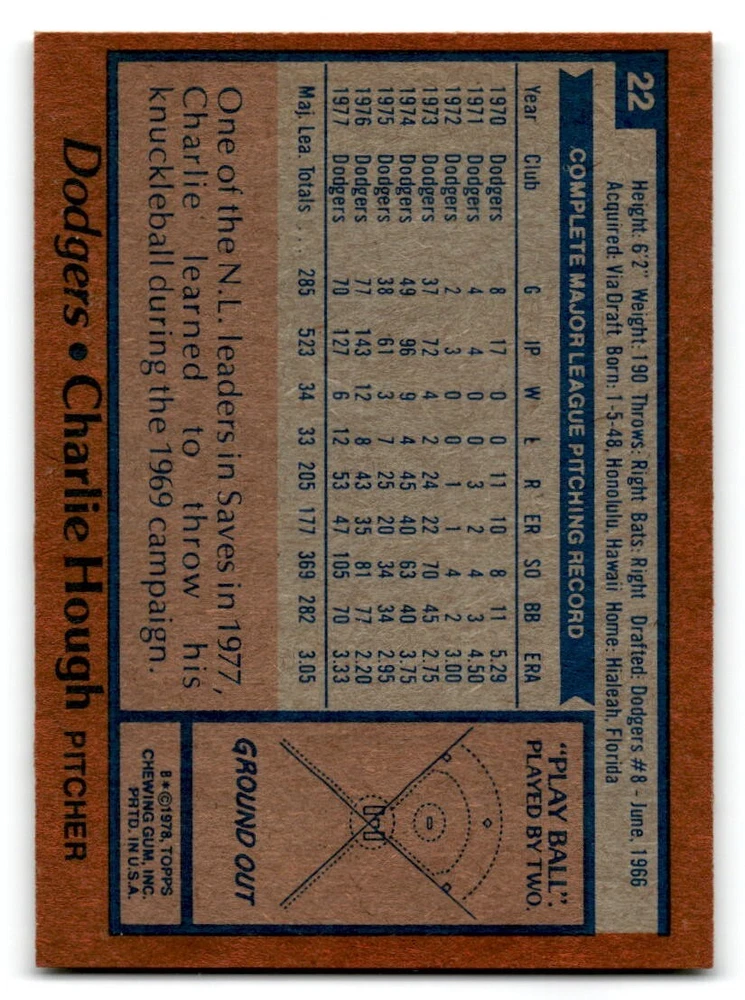 22
Height: 6'2" Weight: 190 Throws: Right Bats: Right Drafted: Dodgers #8 - June, 1966
Acquired: Via Draft Born: 1-5-48, Honolulu, Hawaii Home: Hialeah, Florida
COMPLETE MAJOR LEAGUE PITCHING RECORD
Year Club G IP W L R ER SO BB ERA
1970 Dodgers 8 17 0 0 11 10 8 11 5.29
1971 Dodgers 4 4 0 0 3 2 4 3 4.50
1972 Dodgers 2 3 0 0 1 1 4 2 3.00
1973 Dodgers 37 72 4 2 24 22 70 45 2.75
1974 Dodgers 49 96 9 4 45 40 63 40 3.75
1975 Dodgers 38 61 3 7 25 20 34 34 2.95
1976 Dodgers 77 143 12 8 43 35 81 77 2.20
1977 Dodgers 70 127 6 12 53 47 105 70 3.33
Maj. Lea. Totals ... 285 523 34 33 205 177 369 282 3.05
One of the N.L. leaders in Saves in 1977,
Charlie learned to throw his
knuckleball during the 1969 campaign.
"PLAY BALL".
PLAYED BY TWO.
GROUND OUT
B*©1978, TOPPS
CHEWING GUM, INC.
PRTD. IN U.S.A.
Dodgers • Charlie Hough PITCHER